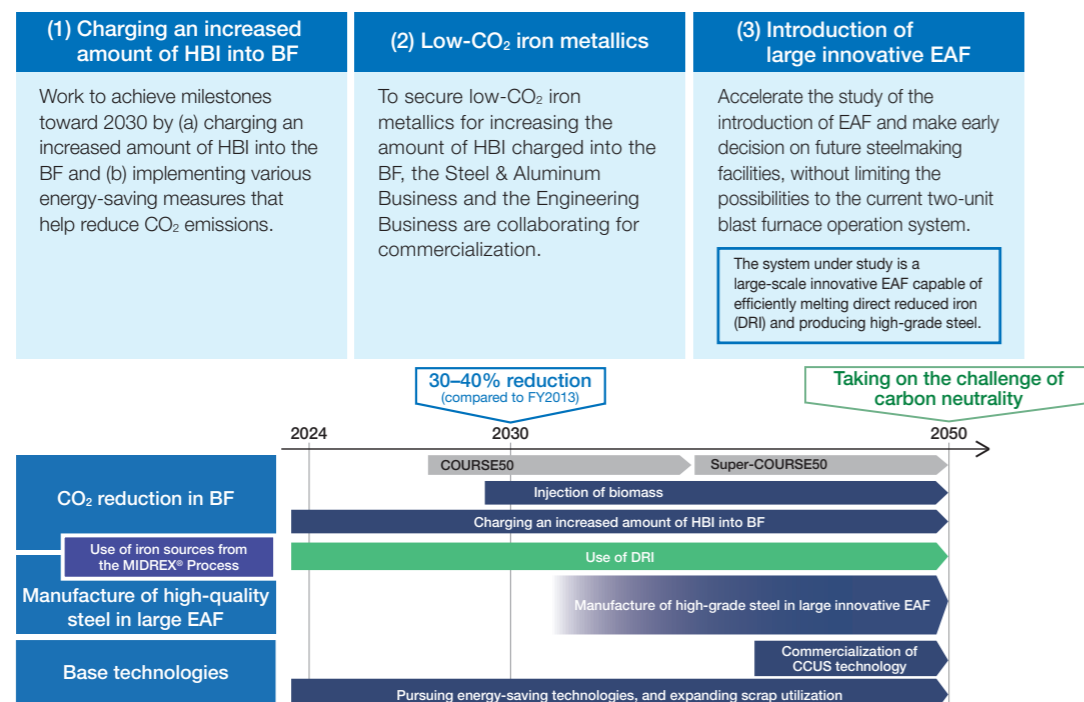 (1) Charging an increased
amount of HBI into BF
Work to achieve milestones
toward 2030 by (a) charging an
increased amount of HBI into the
BF and (b) implementing various
energy-saving measures that
help reduce CO₂ emissions.
(2) Low-CO₂ iron metallics
To secure low-CO₂ iron
metallics for increasing the
amount of HBI charged into the
BF, the Steel & Aluminum
Business and the Engineering
Business are collaborating for
commercialization.
(3) Introduction of
large innovative EAF
Accelerate the study of the
introduction of EAF and make early
decision on future steelmaking
facilities, without limiting the
possibilities to the current two-unit
blast furnace operation system.
The system under study is a
large-scale innovative EAF capable of
efficiently melting direct reduced iron
(DRI) and producing high-grade steel.
30–40% reduction
(compared to FY2013)
Taking on the challenge of
carbon neutrality
2024
2030
2050
CO₂ reduction in BF
COURSE50
Super-COURSE50
Injection of biomass
Charging an increased amount of HBI into BF
Use of iron sources from
the MIDREX® Process
Use of DRI
Manufacture of high-quality
steel in large EAF
Manufacture of high-grade steel in large innovative EAF
Base technologies
Commercialization of
CCUS technology
Pursuing energy-saving technologies, and expanding scrap utilization